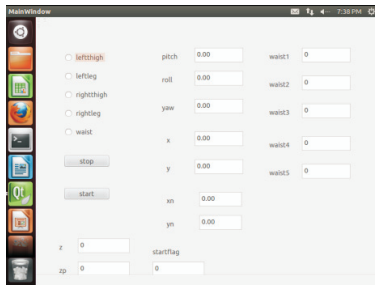 MainWindow 7:38 PM
leftthigh pitch 0.00 waist1 0
leftleg roll 0.00 waist2 0
rightthigh
rightleg yaw 0.00 waist3 0
waist
x 0.00 waist4 0
stop y 0.00 waist5 0
start xn 0.00
yn 0.00
z 0 startflag
zp 0 0